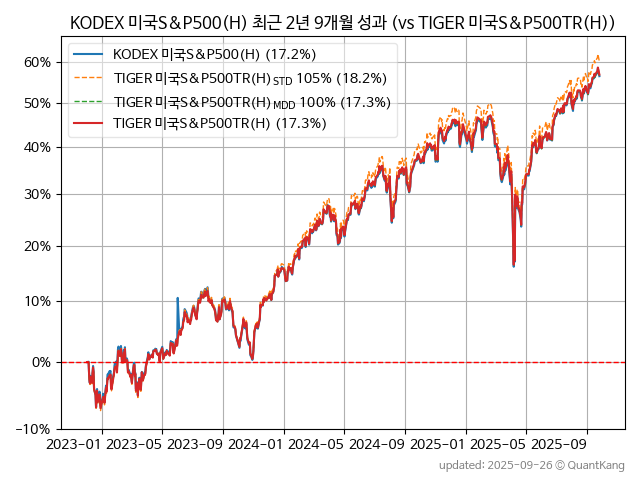 KODEX 미국S&P500(H) 최근 2년 9개월 성과 (vs TIGER 미국S&P500TR(H))
KODEX 미국S&P500(H) (17.2%)
TIGER 미국S&P500TR(H) STD 105% (18.2%)
TIGER 미국S&P500TR(H) MDD 100% (17.3%)
TIGER 미국S&P500TR(H) (17.3%)
60%
50%
40%
30%
20%
10%
0%
−10%
2023-01 2023-05 2023-09 2024-01 2024-05 2024-09 2025-01 2025-05 2025-09
updated: 2025-09-26 © QuantKang